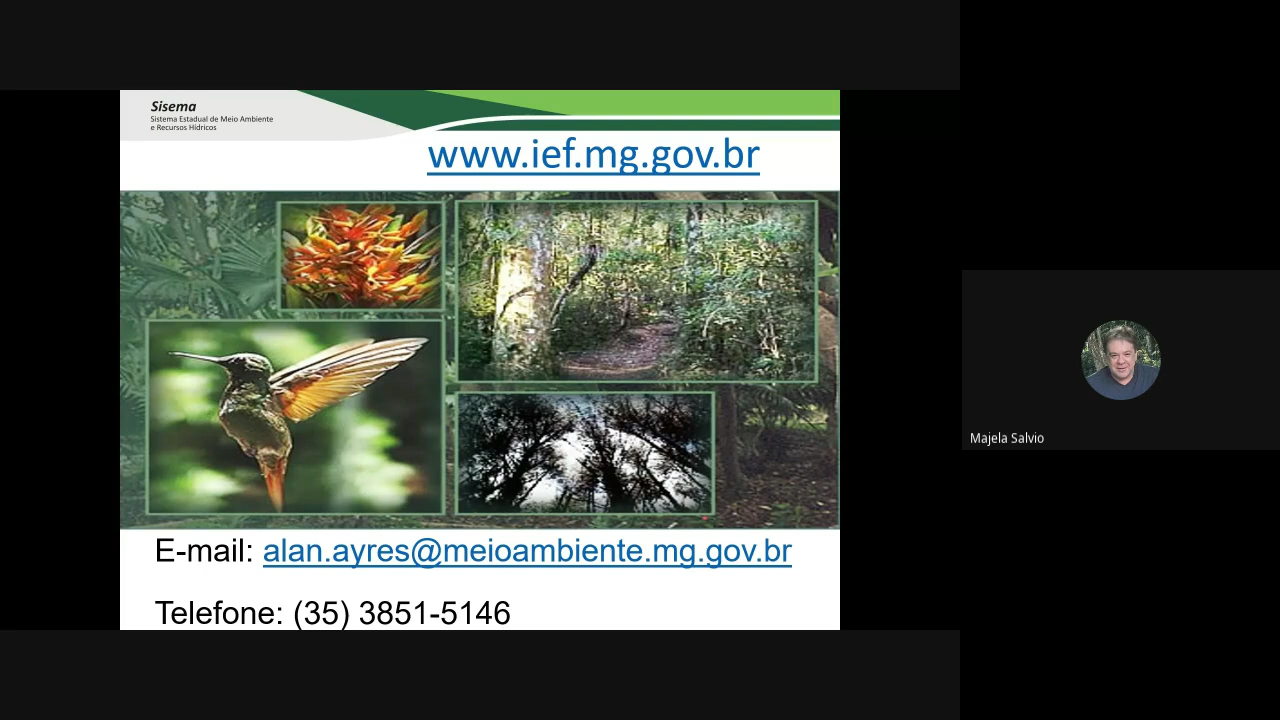 Sisema
Sistema Estadual de Meio Ambiente
e Recursos Hídricos
www.ief.mg.gov.br
E-mail: alan.ayres@meioambiente.mg.gov.br
Telefone: (35) 3851-5146
Majela Salvio